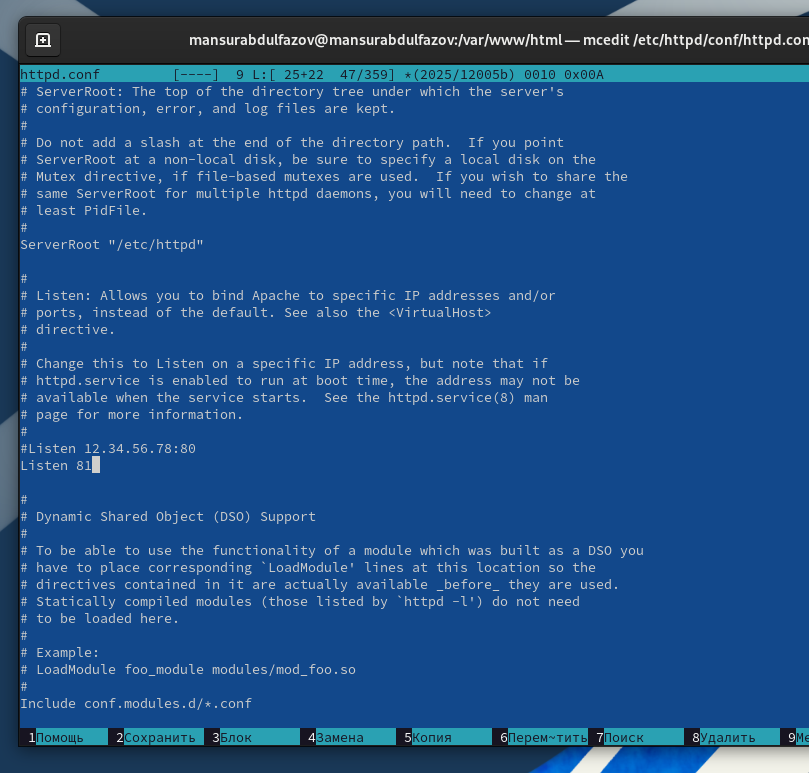 mansurabdulfazov@mansurabdulfazov:/var/www/html — mcedit /etc/httpd/conf/httpd.con
httpd.conf         [----]  9 L:[ 25+22  47/359] *(2025/12005b) 0010 0x00A
# ServerRoot: The top of the directory tree under which the server's
# configuration, error, and log files are kept.
#
# Do not add a slash at the end of the directory path.  If you point
# ServerRoot at a non-local disk, be sure to specify a local disk on the
# Mutex directive, if file-based mutexes are used.  If you wish to share the
# same ServerRoot for multiple httpd daemons, you will need to change at
# least PidFile.
#
ServerRoot "/etc/httpd"

#
# Listen: Allows you to bind Apache to specific IP addresses and/or
# ports, instead of the default. See also the <VirtualHost>
# directive.
#
# Change this to Listen on a specific IP address, but note that if
# httpd.service is enabled to run at boot time, the address may not be
# available when the service starts.  See the httpd.service(8) man
# page for more information.
#
#Listen 12.34.56.78:80
Listen 81

#
# Dynamic Shared Object (DSO) Support
#
# To be able to use the functionality of a module which was built as a DSO you
# have to place corresponding `LoadModule' lines at this location so the
# directives contained in it are actually available _before_ they are used.
# Statically compiled modules (those listed by `httpd -l') do not need
# to be loaded here.
#
# Example:
# LoadModule foo_module modules/mod_foo.so
#
Include conf.modules.d/*.conf
1Помощь 2Сохранить 3Блок 4Замена 5Копия 6Перем~тить 7Поиск 8Удалить 9Ме